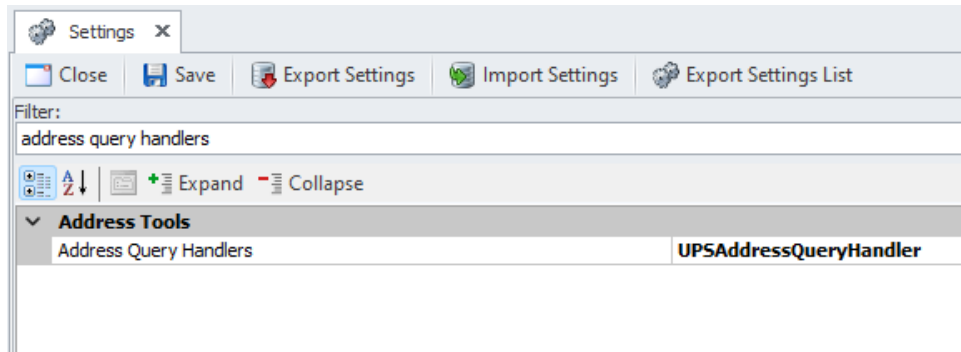 Settings
Close Save Export Settings Import Settings Export Settings List
Filter:
address query handlers
A Z Expand Collapse
Address Tools
Address Query Handlers UPSAddressQueryHandler